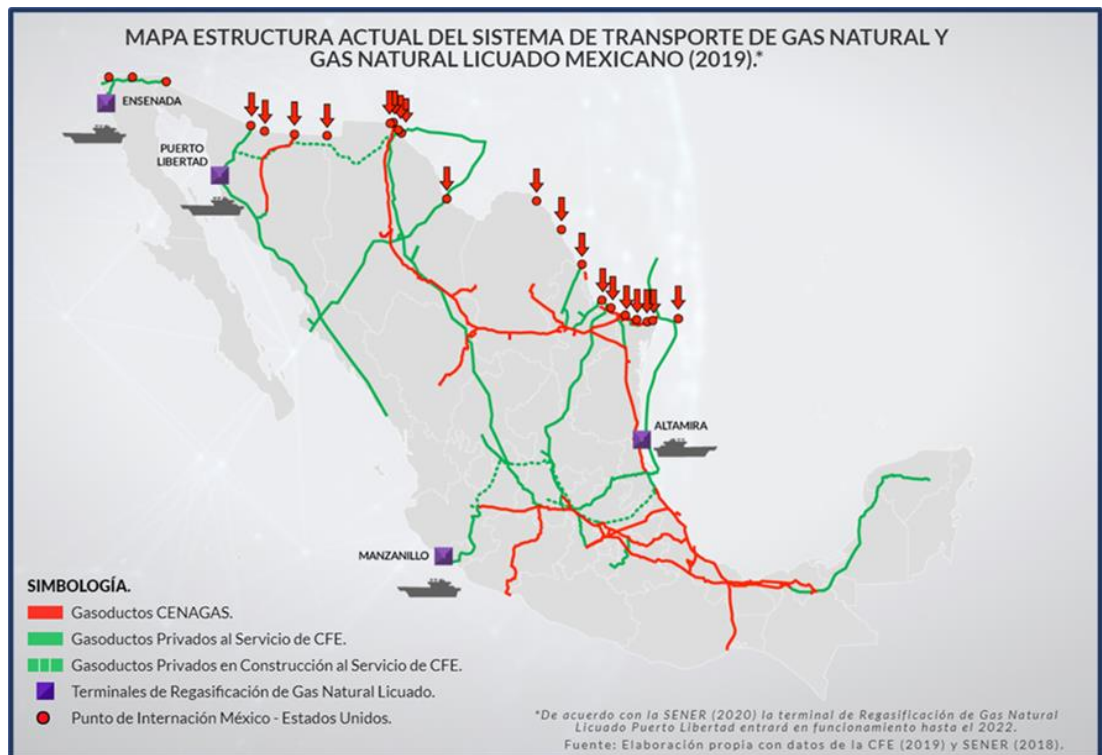 MAPA ESTRUCTURA ACTUAL DEL SISTEMA DE TRANSPORTE DE GAS NATURAL Y
GAS NATURAL LICUADO MEXICANO (2019).*
ENSENADA
PUERTO
LIBERTAD
ALTAMIRA
MANZANILLO
SIMBOLOGÍA.
Gasoductos CENAGAS.
Gasoductos Privados al Servicio de CFE.
Gasoductos Privados en Construcción al Servicio de CFE.
Terminales de Regasificación de Gas Natural Licuado.
Punto de Internación México - Estados Unidos.
*De acuerdo con la SENER (2020) la terminal de Regasificación de Gas Natural
Licuado Puerto Libertad entrará en funcionamiento hasta el 2022.
Fuente: Elaboración propia con datos de la CFE (2019) y SENER (2018).